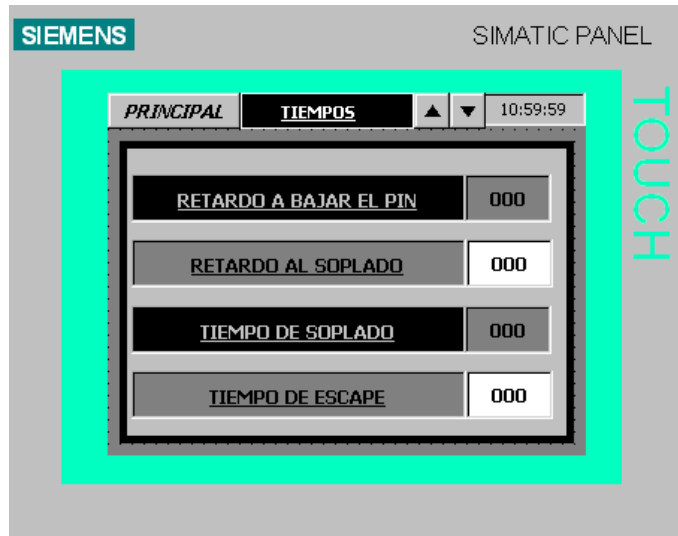 SIEMENS SIMATIC PANEL
TOUCH
PRINCIPAL TIEMPOS 10:59:59
RETARDO A BAJAR EL PIN 000
RETARDO AL SOPLADO 000
TIEMPO DE SOPLADO 000
TIEMPO DE ESCAPE 000